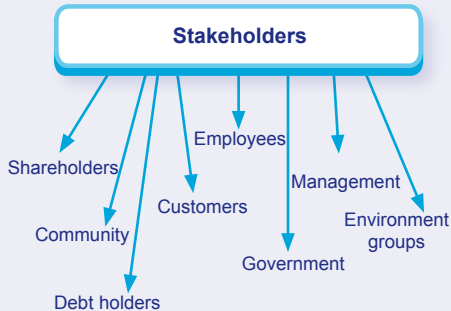 Stakeholders
Employees
Shareholders
Management
Customers
Environment
groups
Community
Government
Debt holders